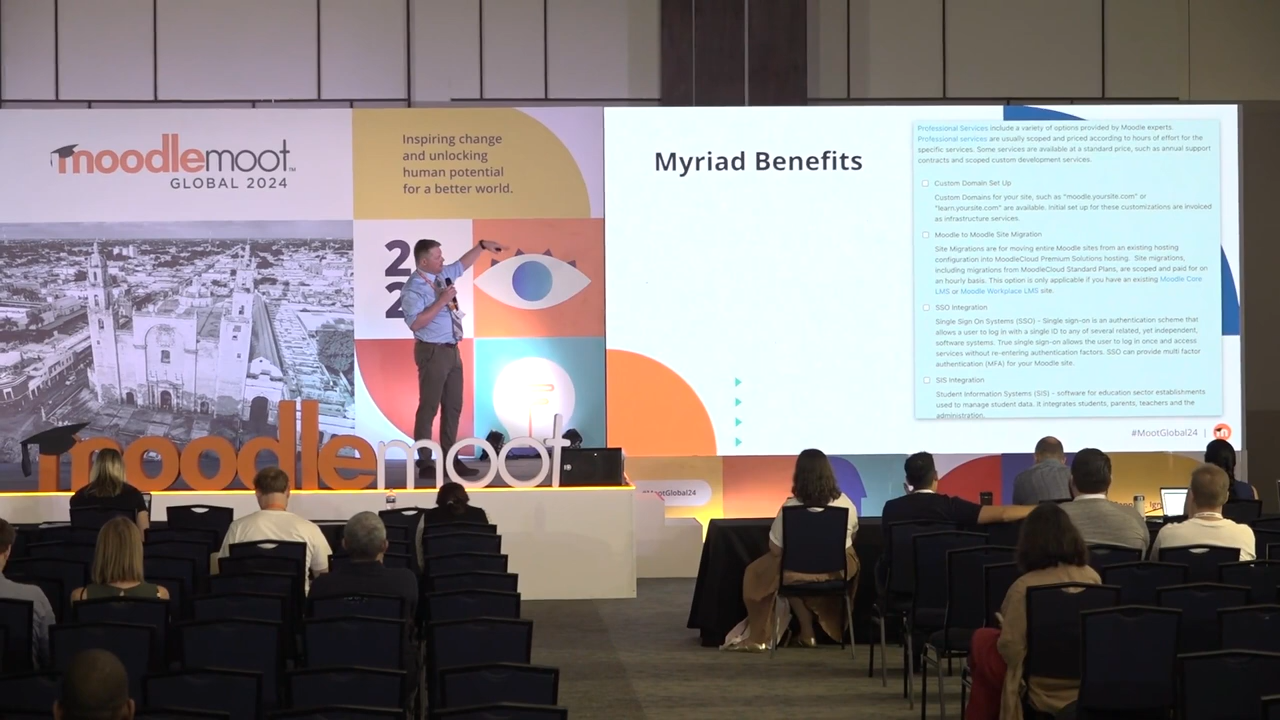 moodlemoot
GLOBAL 2024
Inspiring change
and unlocking
human potential
for a better world.
2
2
moodlemoot
#MootGlobal24
Myriad Benefits
Professional Services include a variety of options provided by Moodle experts.
Professional services are usually scoped and priced according to hours of effort for the
specific services. Some services are available at a standard price, such as annual support
contracts and scoped custom development services.
Custom Domain Set Up
Custom Domains for your site, such as "moodle.yoursite.com" or
"learn.yoursite.com" are available. Initial set up for these customizations are invoiced
as infrastructure services.
Moodle to Moodle Site Migration
Site Migrations are for moving entire Moodle sites from an existing hosting
configuration into MoodleCloud Premium Solutions hosting. Site migrations,
including migrations from MoodleCloud Standard Plans, are scoped and paid for on
an hourly basis. This option is only applicable if you have an existing Moodle Core
LMS or Moodle Workplace LMS site.
SSO Integration
Single Sign On Systems (SSO) - Single sign-on is an authentication scheme that
allows a user to log in with a single ID to any of several related, yet independent,
software systems. True single sign-on allows the user to log in once and access
services without re-entering authentication factors. SSO can provide multi factor
authentication (MFA) for your Moodle site.
SIS Integration
Student Information Systems (SIS) - software for education sector establishments
used to manage student data. It integrates students, parents, teachers and the
administration.
#MootGlobal24 |